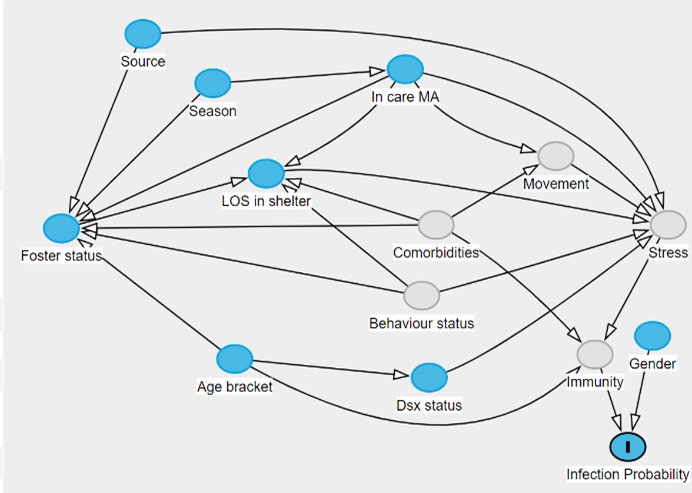 Source
In care MA
Season
Movement
LOS in shelter
Foster status
Comorbidities
Stress
Behaviour status
Gender
Age bracket
Immunity
Dsx status
I
Infection Probability